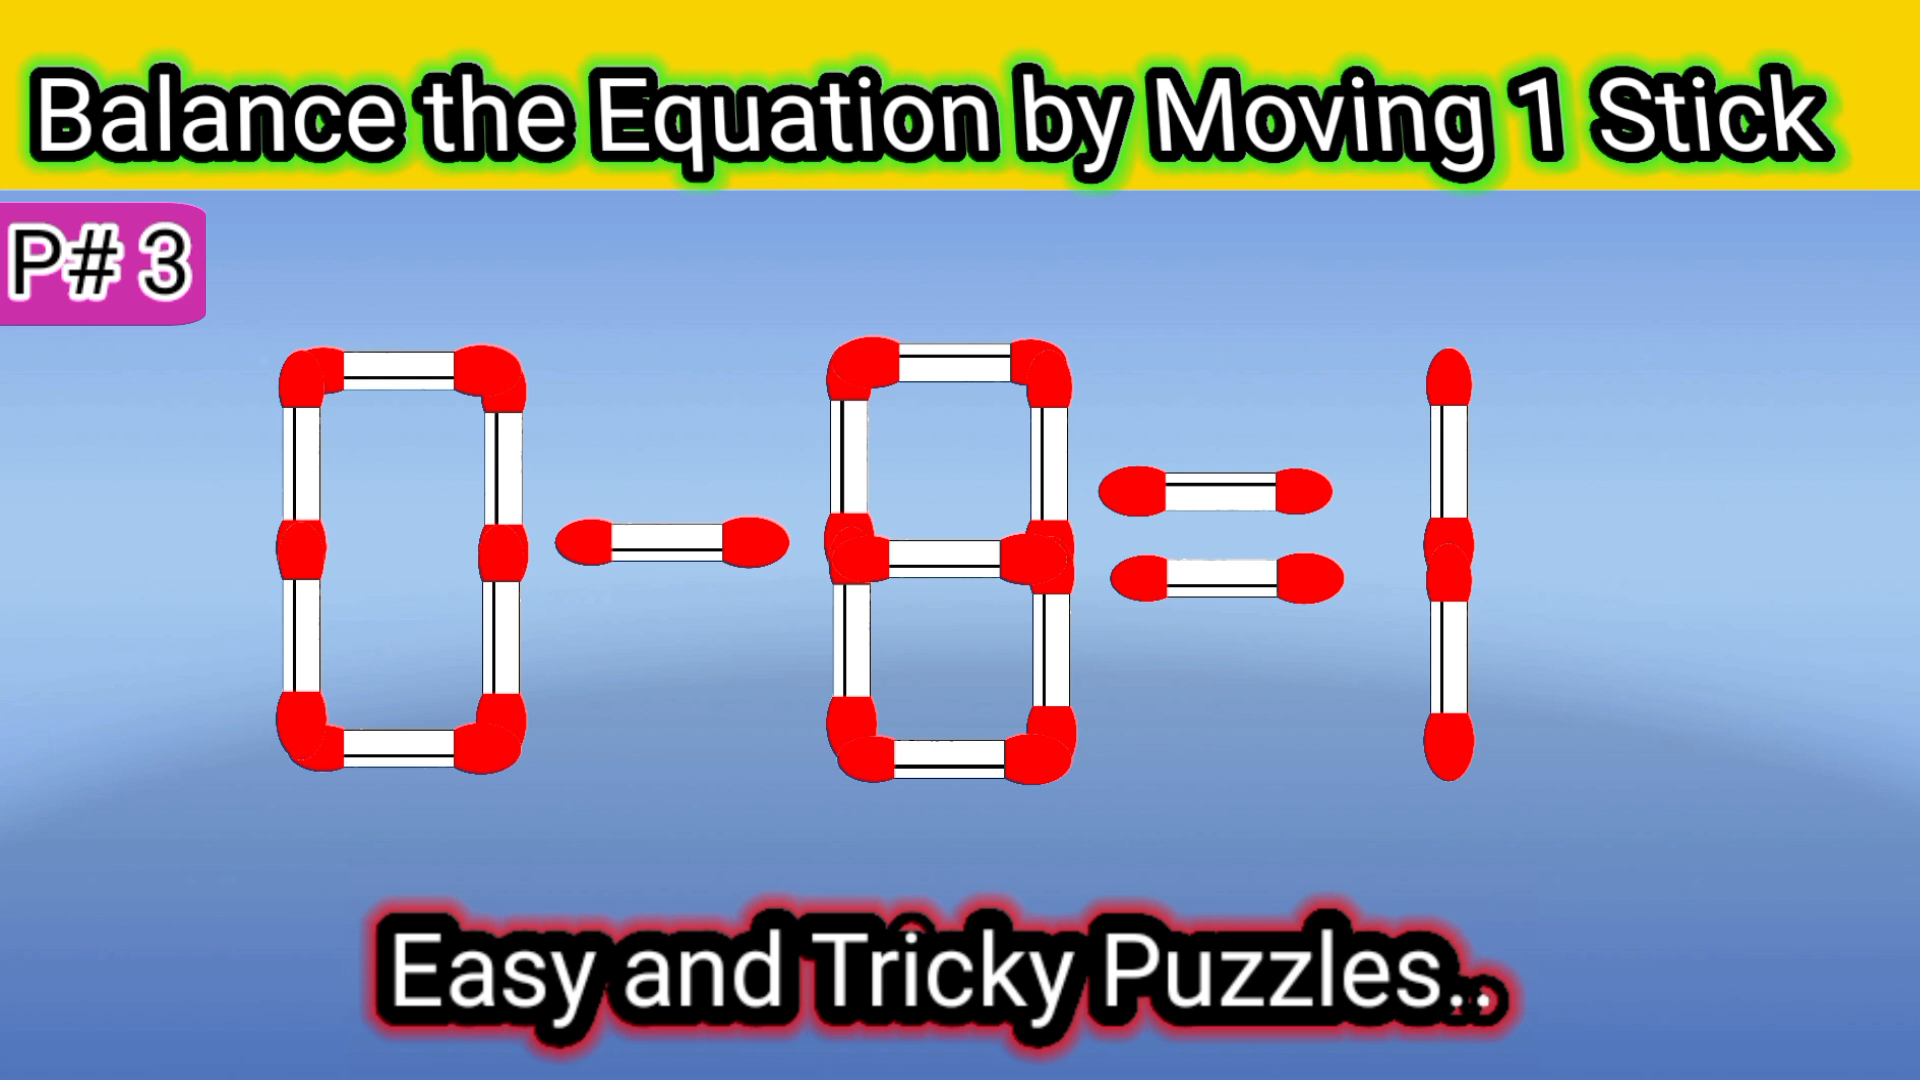 Balance the Equation by Moving 1 Stick
P# 3
0-8=1
Easy and Tricky Puzzles..